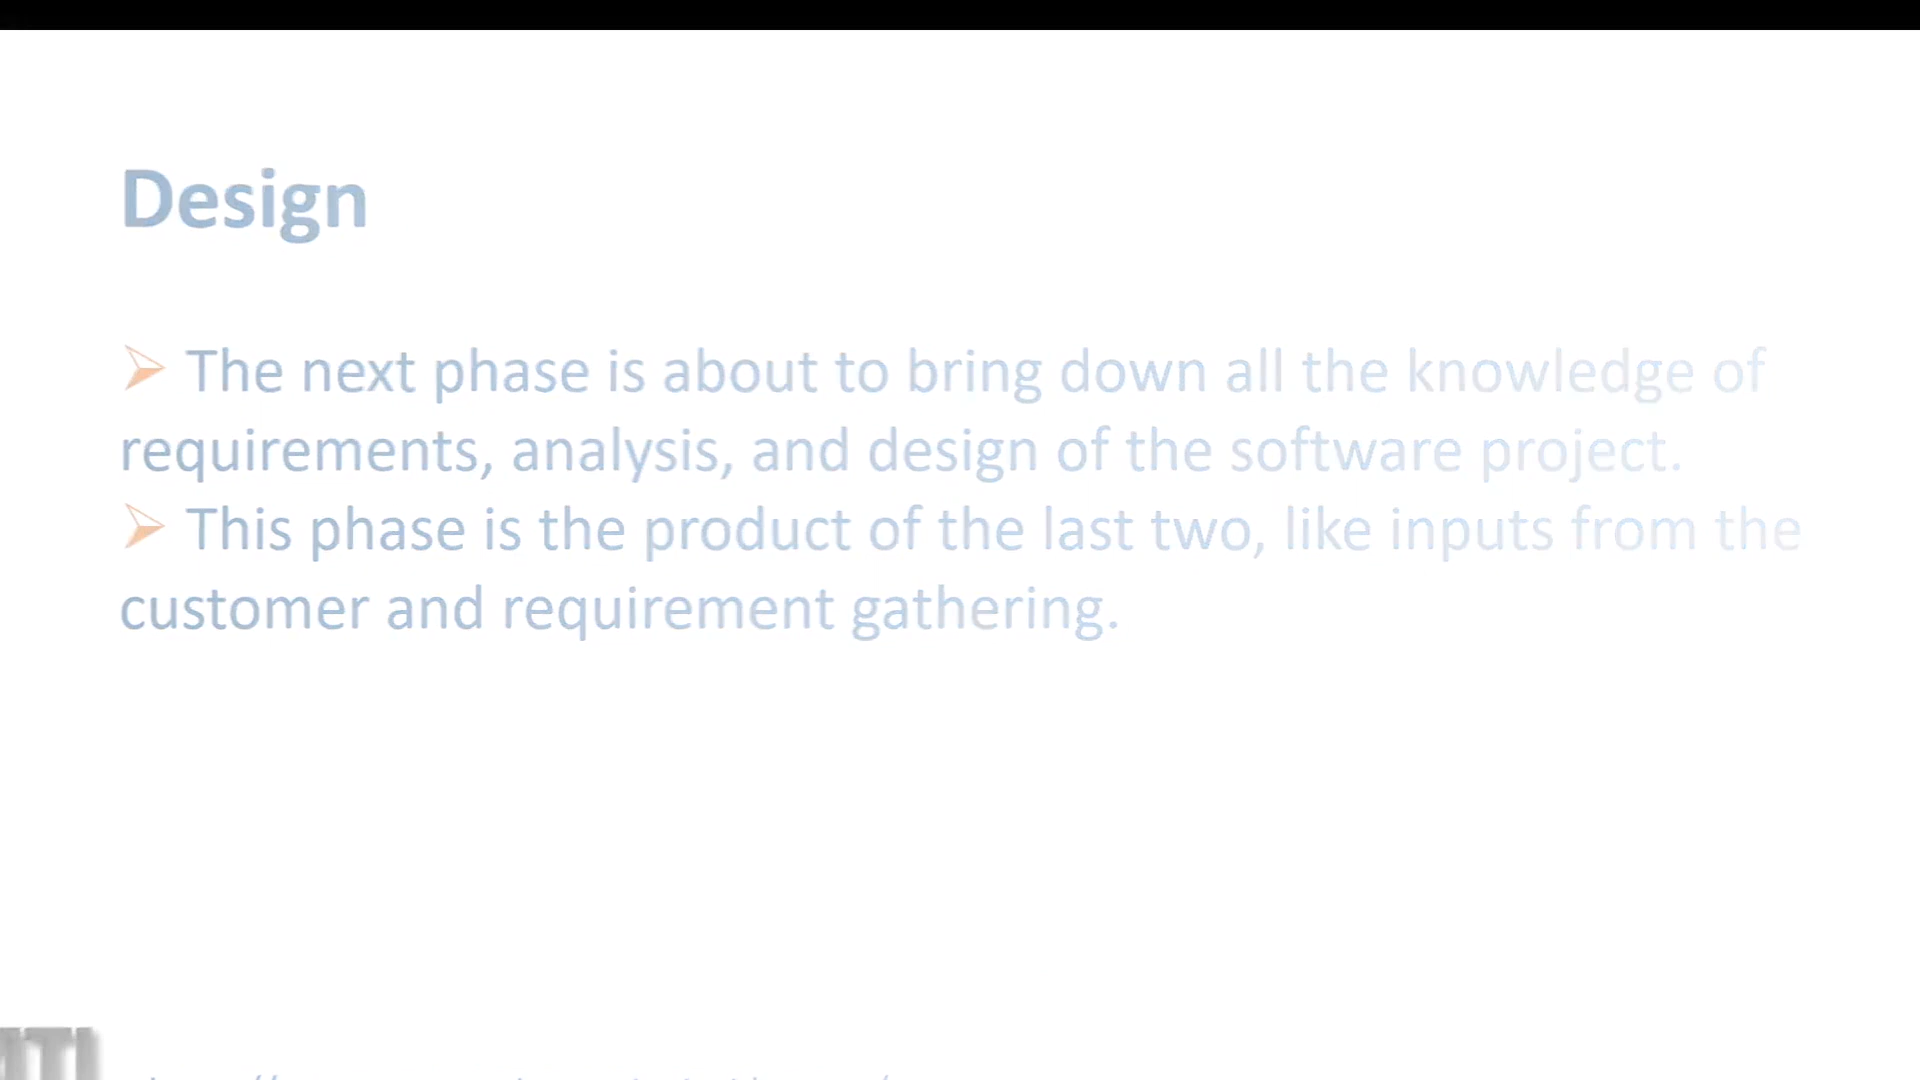 Design
➢ The next phase is about to bring down all the knowledge of
requirements, analysis, and design of the software project.
➢ This phase is the product of the last two, like inputs from the
customer and requirement gathering.